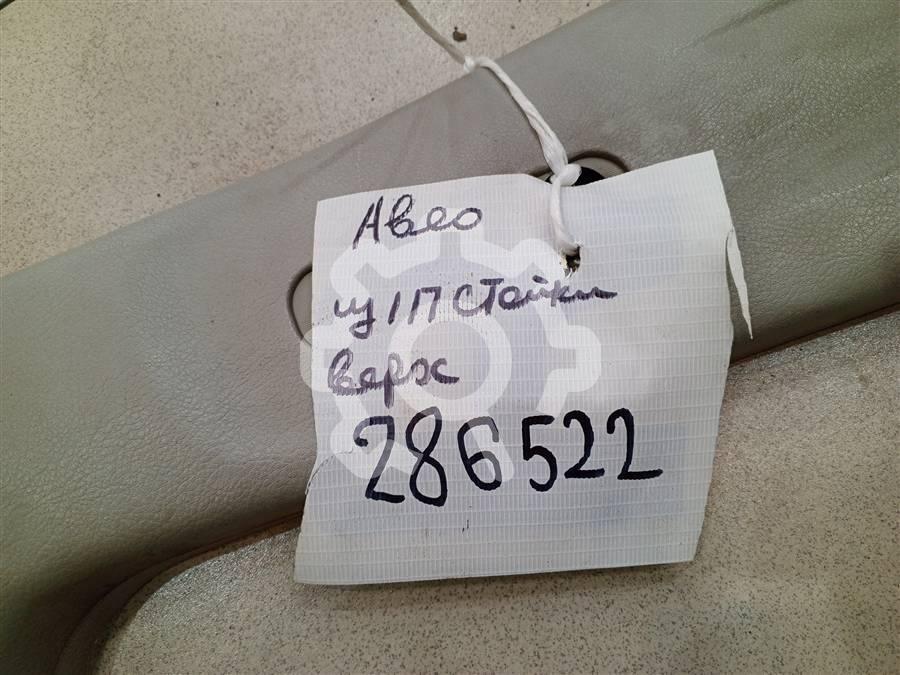 Авео
ц/ П стойки
верх
286522